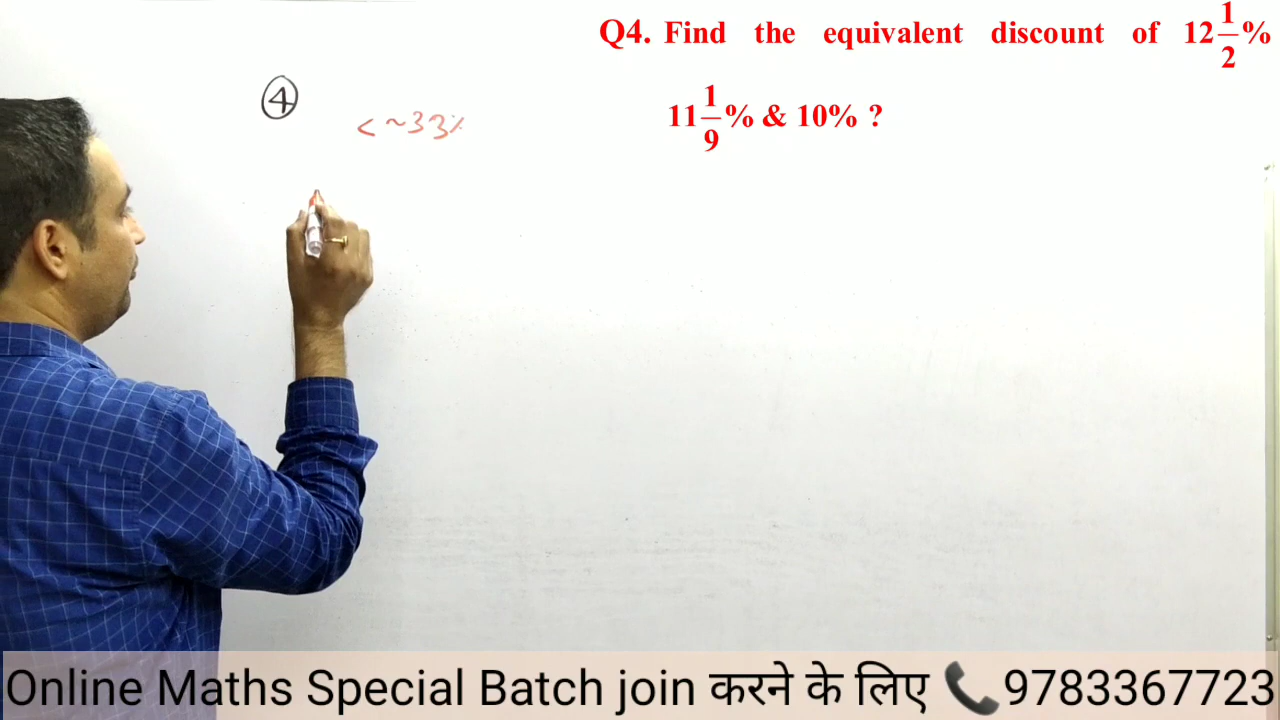 Q4. Find the equivalent discount of 12 1/2%
11 1/9% & 10% ?
④
< ~33%
Online Maths Special Batch join करने के लिए 📞9783367723